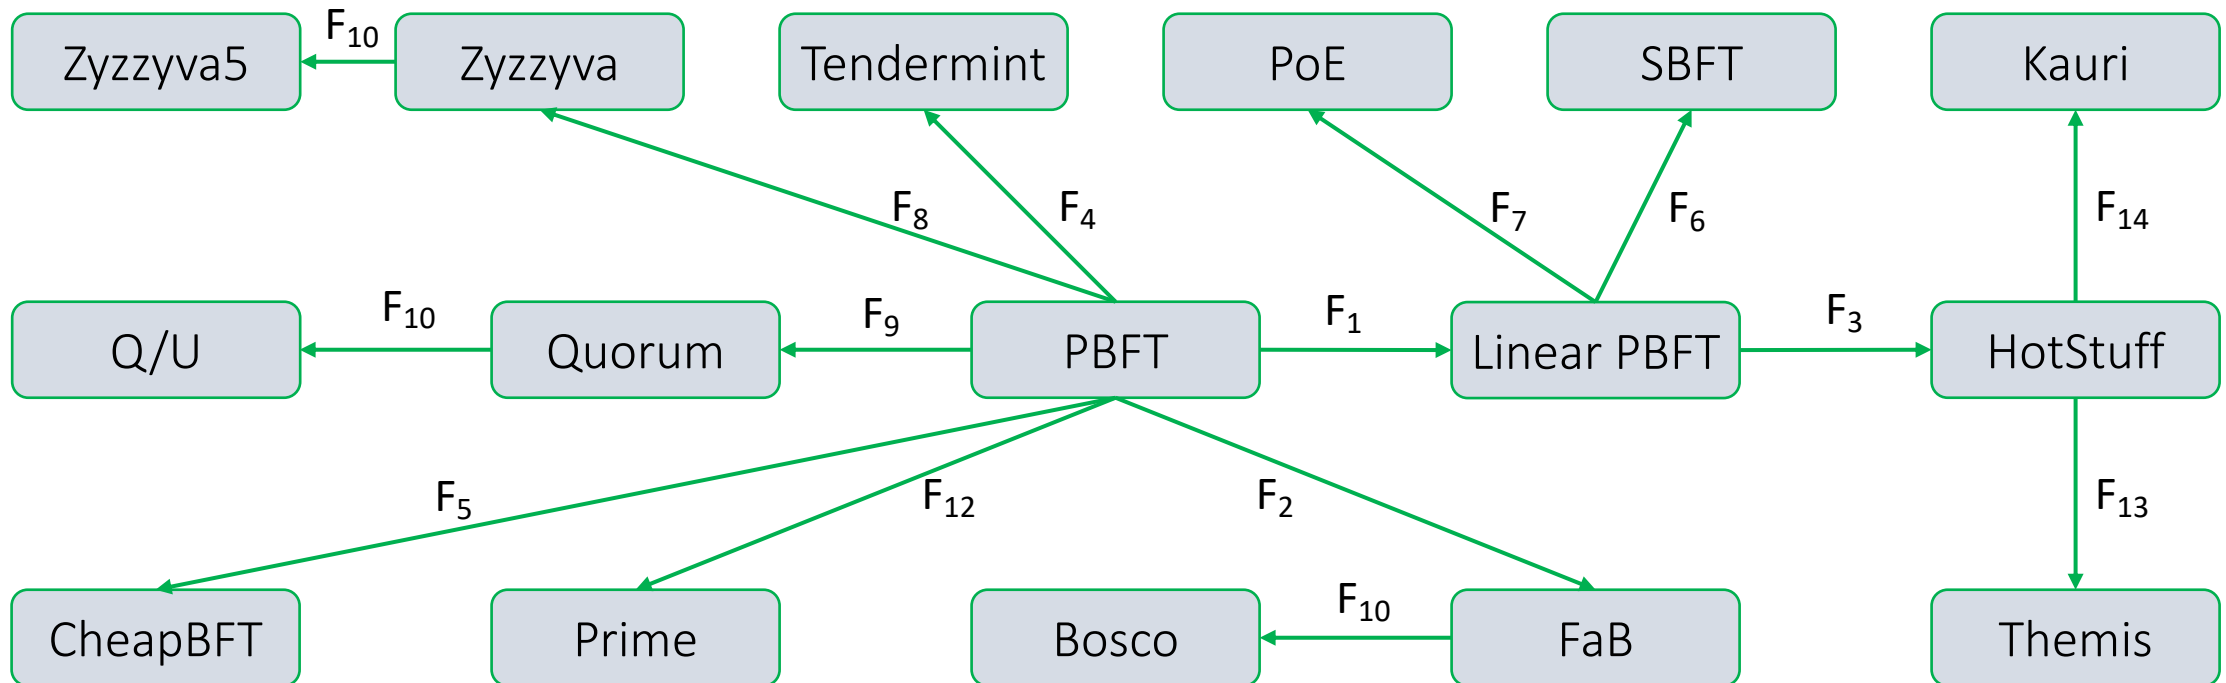 F10
Zyzzyva5
Zyzzyva
Tendermint
PoE
SBFT
Kauri
F8
F4
F7
F6
F14
F10
F9
F1
F3
Q/U
Quorum
PBFT
Linear PBFT
HotStuff
F5
F12
F2
F13
F10
CheapBFT
Prime
Bosco
FaB
Themis